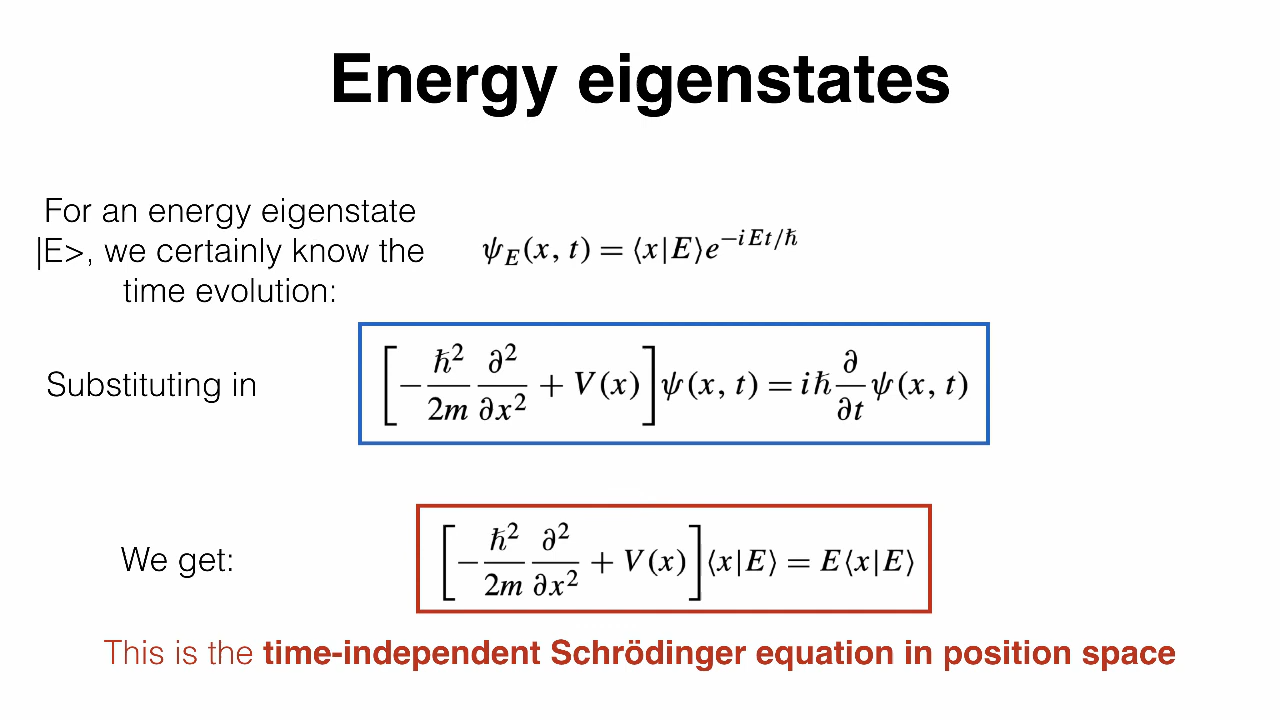 Energy eigenstates
For an energy eigenstate
|E>, we certainly know the
time evolution:
ψ_E(x, t) = ⟨x|E⟩e^{−iEt/ℏ}
Substituting in
[−ℏ²/2m ∂²/∂x² + V(x)]ψ(x, t) = iℏ ∂/∂t ψ(x, t)
We get:
[−ℏ²/2m ∂²/∂x² + V(x)]⟨x|E⟩ = E⟨x|E⟩
This is the time-independent Schrödinger equation in position space